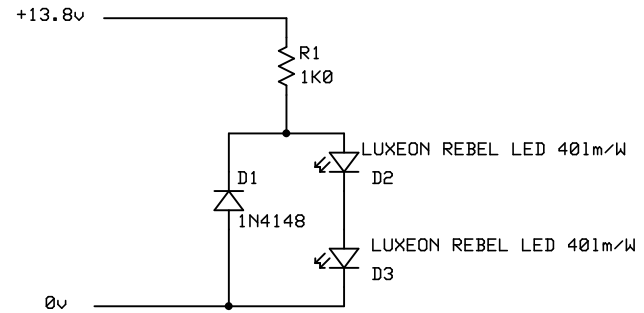 +13.8v
R1
1K0
LUXEON REBEL LED 40lm/W
D2
D1
1N4148
LUXEON REBEL LED 40lm/W
D3
0v